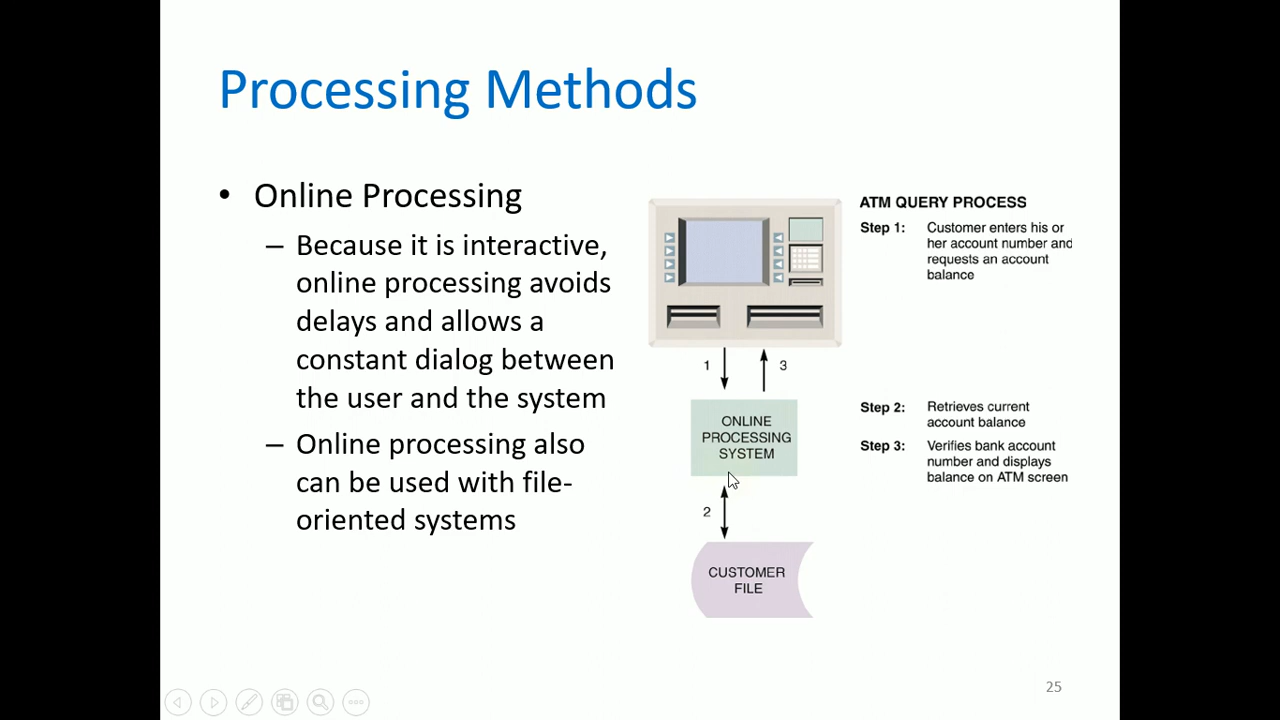 Processing Methods
• Online Processing
– Because it is interactive,
online processing avoids
delays and allows a
constant dialog between
the user and the system
– Online processing also
can be used with file-
oriented systems
ATM QUERY PROCESS
Step 1: Customer enters his or
her account number and
requests an account
balance
1
3
ONLINE
PROCESSING
SYSTEM
Step 2: Retrieves current
account balance
Step 3: Verifies bank account
number and displays
balance on ATM screen
2
CUSTOMER
FILE
25